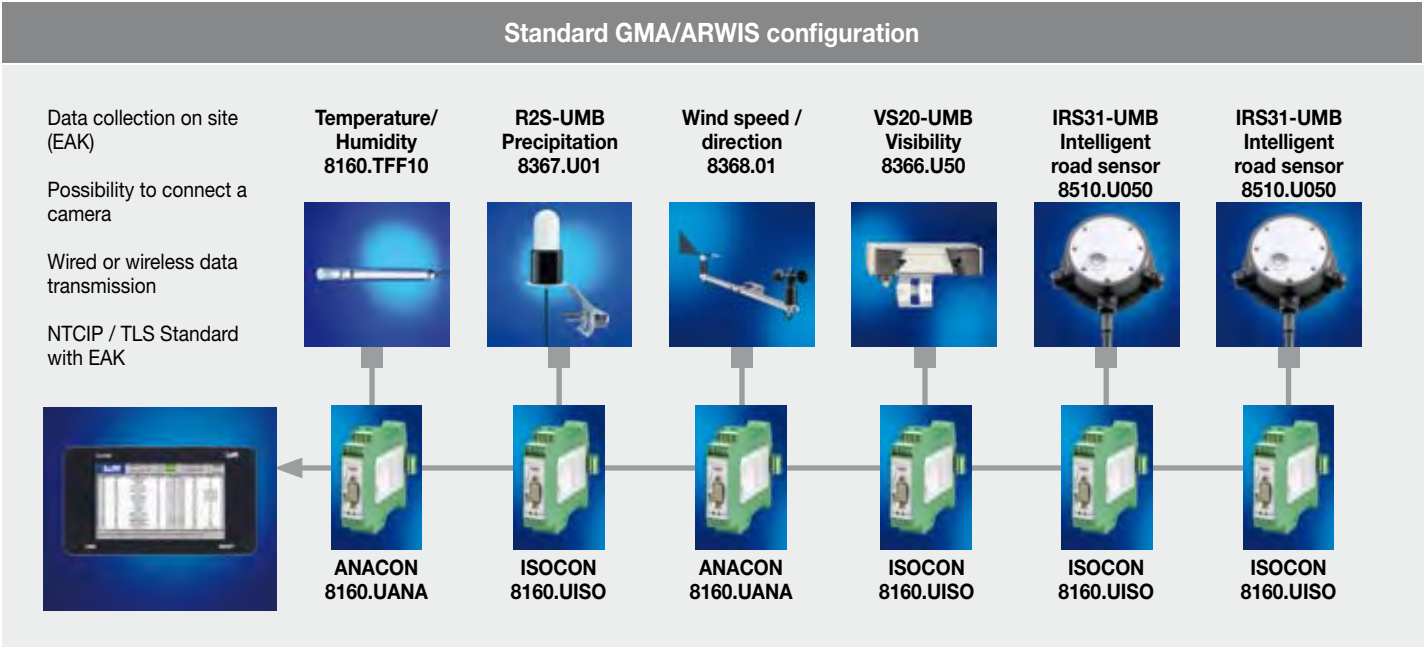 Standard GMA/ARWIS configuration
Data collection on site
(EAK)
Possibility to connect a
camera
Wired or wireless data
transmission
NTCIP / TLS Standard
with EAK
Temperature/
Humidity
8160.TFF10
R2S-UMB
Precipitation
8367.U01
Wind speed /
direction
8368.01
VS20-UMB
Visibility
8366.U50
IRS31-UMB
Intelligent
road sensor
8510.U050
IRS31-UMB
Intelligent
road sensor
8510.U050
ANACON
8160.UANA
ISOCON
8160.UISO
ANACON
8160.UANA
ISOCON
8160.UISO
ISOCON
8160.UISO
ISOCON
8160.UISO